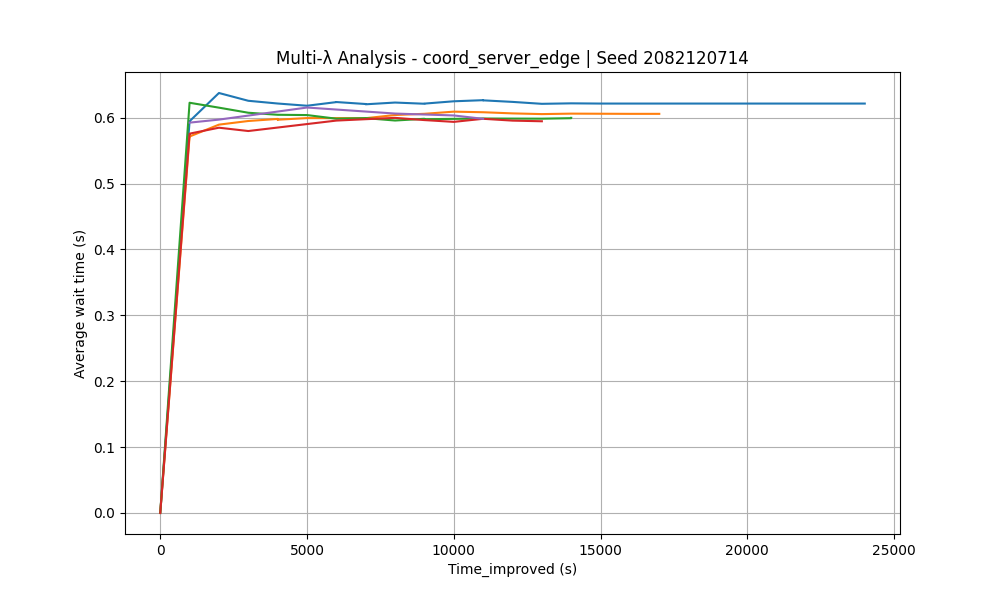 Multi-λ Analysis - coord_server_edge | Seed 2082120714
Average wait time (s)
0.6
0.5
0.4
0.3
0.2
0.1
0.0
0 5000 10000 15000 20000 25000
Time_improved (s)